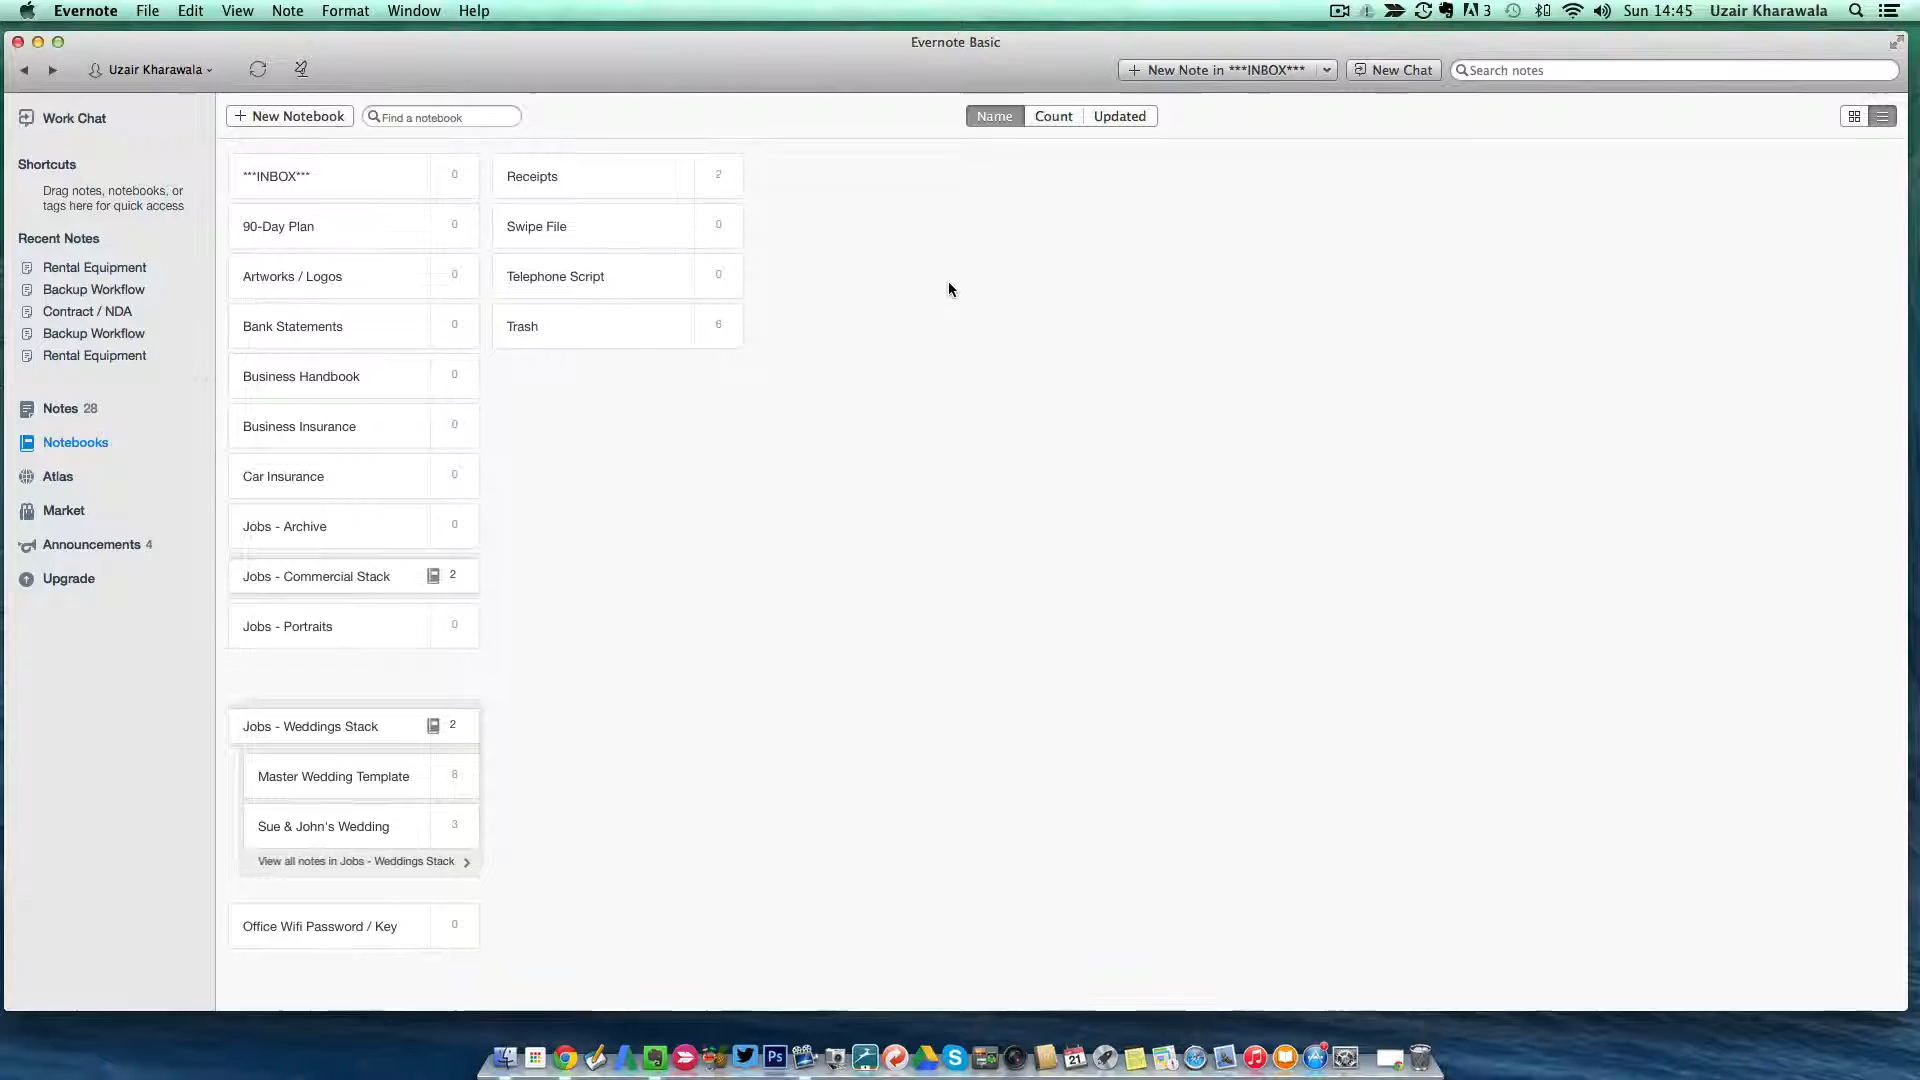 Evernote File Edit View Note Format Window Help
3 Sun 14:45 Uzair Kharawala
Evernote Basic
Uzair Kharawala
New Note in ***INBOX***
New Chat
Search notes
Work Chat
Shortcuts
Drag notes, notebooks, or
tags here for quick access
Recent Notes
Rental Equipment
Backup Workflow
Contract / NDA
Backup Workflow
Rental Equipment
Notes 28
Notebooks
Atlas
Market
Announcements 4
Upgrade
New Notebook
Find a notebook
Name Count Updated
***INBOX*** 0
90-Day Plan 0
Artworks / Logos 0
Bank Statements 0
Business Handbook 0
Business Insurance 0
Car Insurance 0
Jobs - Archive 0
Jobs - Commercial Stack 2
Jobs - Portraits 0
Jobs - Weddings Stack 2
Master Wedding Template 8
Sue & John's Wedding 3
View all notes in Jobs - Weddings Stack
Office Wifi Password / Key 0
Receipts 2
Swipe File 0
Telephone Script 0
Trash 6
Ps
21